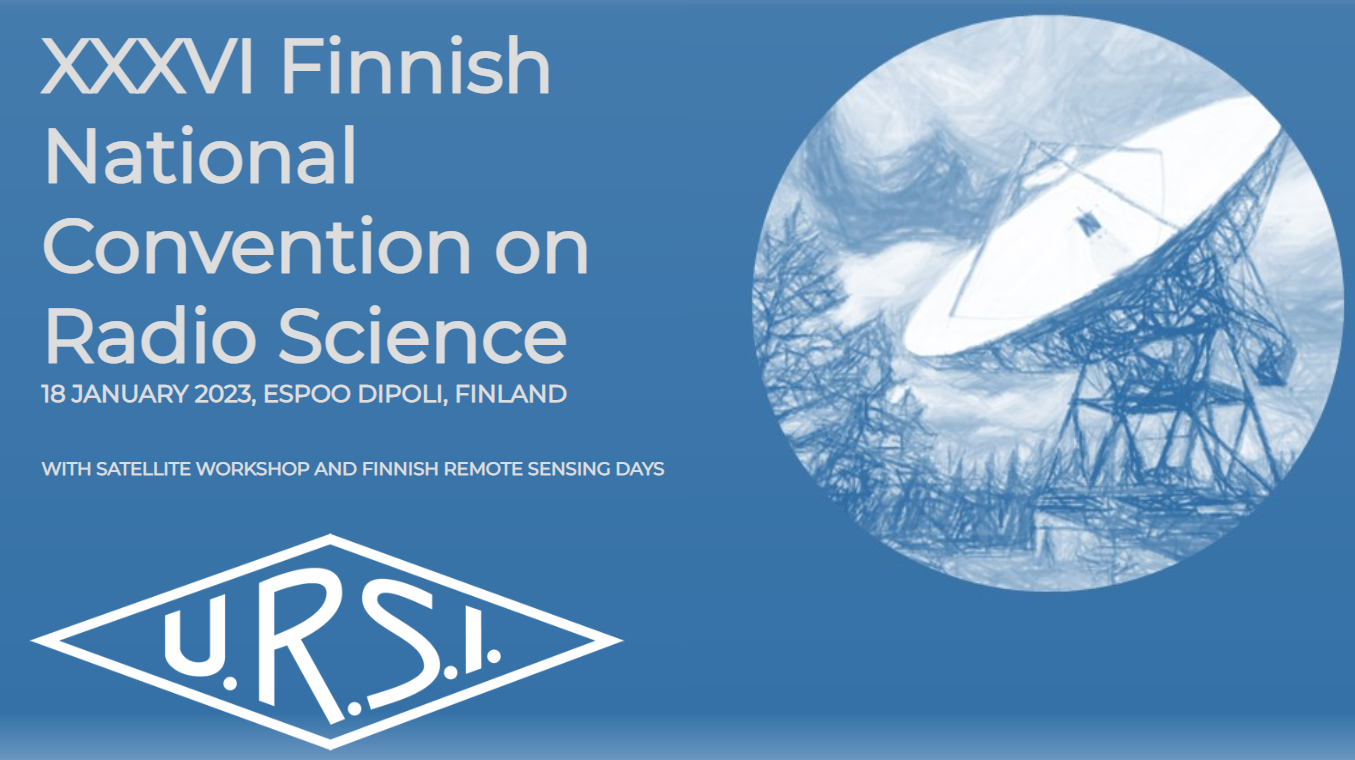 XXXVI Finnish
National
Convention on
Radio Science
18 JANUARY 2023, ESPOO DIPOLI, FINLAND
WITH SATELLITE WORKSHOP AND FINNISH REMOTE SENSING DAYS
U.R.S.I.